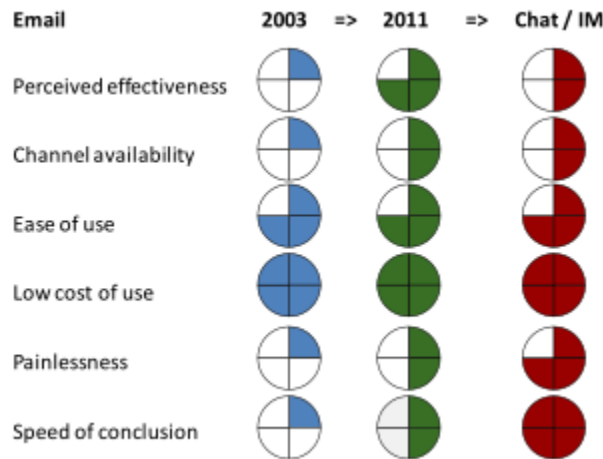 Email 2003 => 2011 => Chat / IM
Perceived effectiveness
Channel availability
Ease of use
Low cost of use
Painlessness
Speed of conclusion